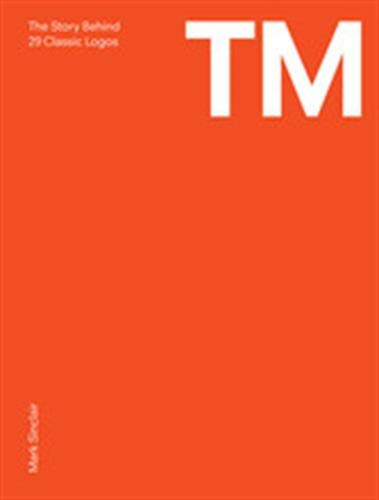 The Story Behind
29 Classic Logos
TM
Mark Sinclair